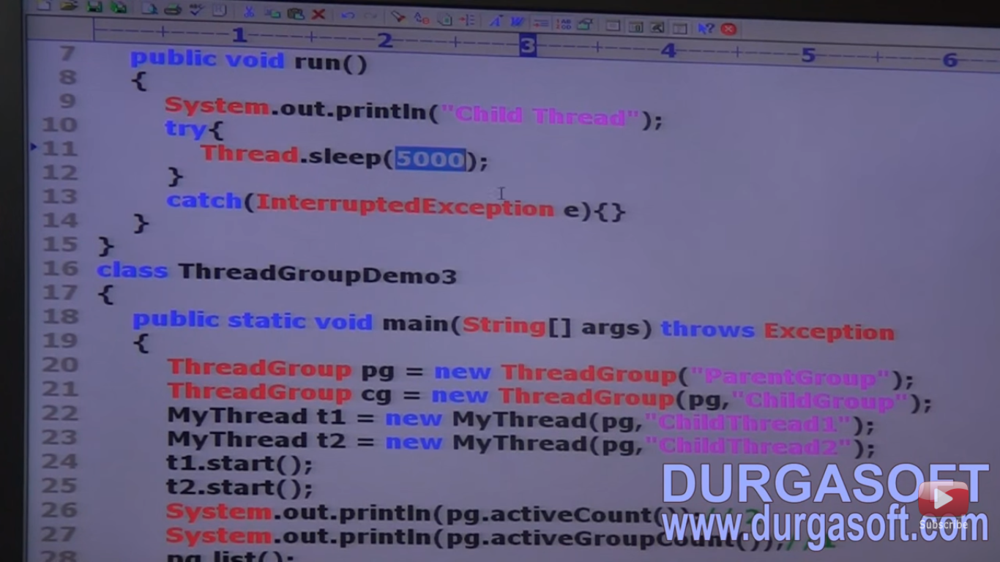 1 2 3 4 5 6
7 public void run()
8 {
9 System.out.println("Child Thread");
10 try{
11 Thread.sleep(5000);
12 }
13 catch(InterruptedException e){}
14 }
15 }
16 class ThreadGroupDemo3
17 {
18 public static void main(String[] args) throws Exception
19 {
20 ThreadGroup pg = new ThreadGroup("ParentGroup");
21 ThreadGroup cg = new ThreadGroup(pg,"ChildGroup");
22 MyThread t1 = new MyThread(pg,"ChildThread1");
23 MyThread t2 = new MyThread(pg,"ChildThread2");
24 t1.start();
25 t2.start();
26 System.out.println(pg.activeCount());//2
27 System.out.println(pg.activeGroupCount());//1
28 pg.list();
DURGASOFT
www.durgasoft.com
Subscribe